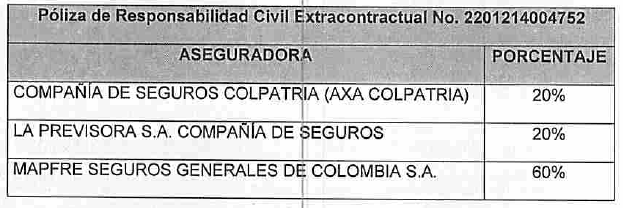 Póliza de Responsabilidad Civil Extracontractual No. 2201214004752
ASEGURADORA PORCENTAJE
COMPAÑÍA DE SEGUROS COLPATRIA (AXA COLPATRIA) 20%
LA PREVISORA S.A. COMPAÑÍA DE SEGUROS 20%
MAPFRE SEGUROS GENERALES DE COLOMBIA S.A. 60%